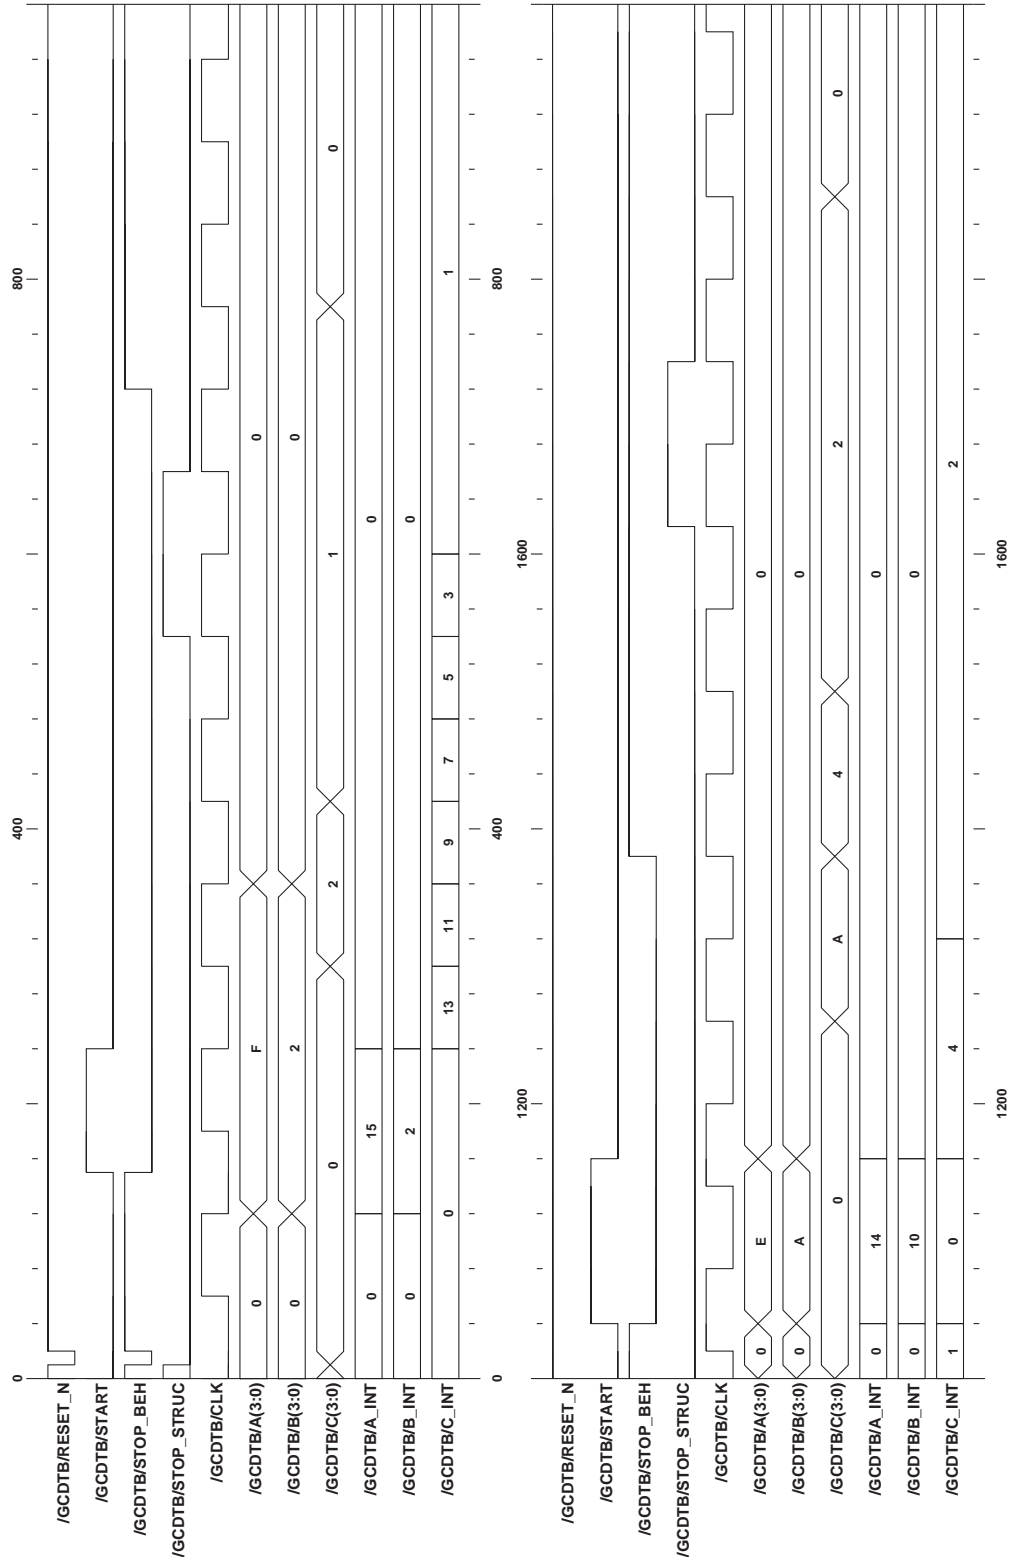 0 400 800
/GCDTB/RESET_N
/GCDTB/START
/GCDTB/STOP_BEH
/GCDTB/STOP_STRUC
/GCDTB/CLK
/GCDTB/A(3:0) 0 F 0
/GCDTB/B(3:0) 0 2 0
/GCDTB/C(3:0) 0 2 1 0
/GCDTB/A_INT 0 15 0
/GCDTB/B_INT 0 2 0
/GCDTB/C_INT 0 13 11 9 7 5 3 1
0 400 800
1200 1600
/GCDTB/RESET_N
/GCDTB/START
/GCDTB/STOP_BEH
/GCDTB/STOP_STRUC
/GCDTB/CLK
/GCDTB/A(3:0) 0 E 0
/GCDTB/B(3:0) 0 A 0
/GCDTB/C(3:0) 0 A 4 2 0
/GCDTB/A_INT 0 14 0
/GCDTB/B_INT 0 10 0
/GCDTB/C_INT 1 0 4 2
1200 1600